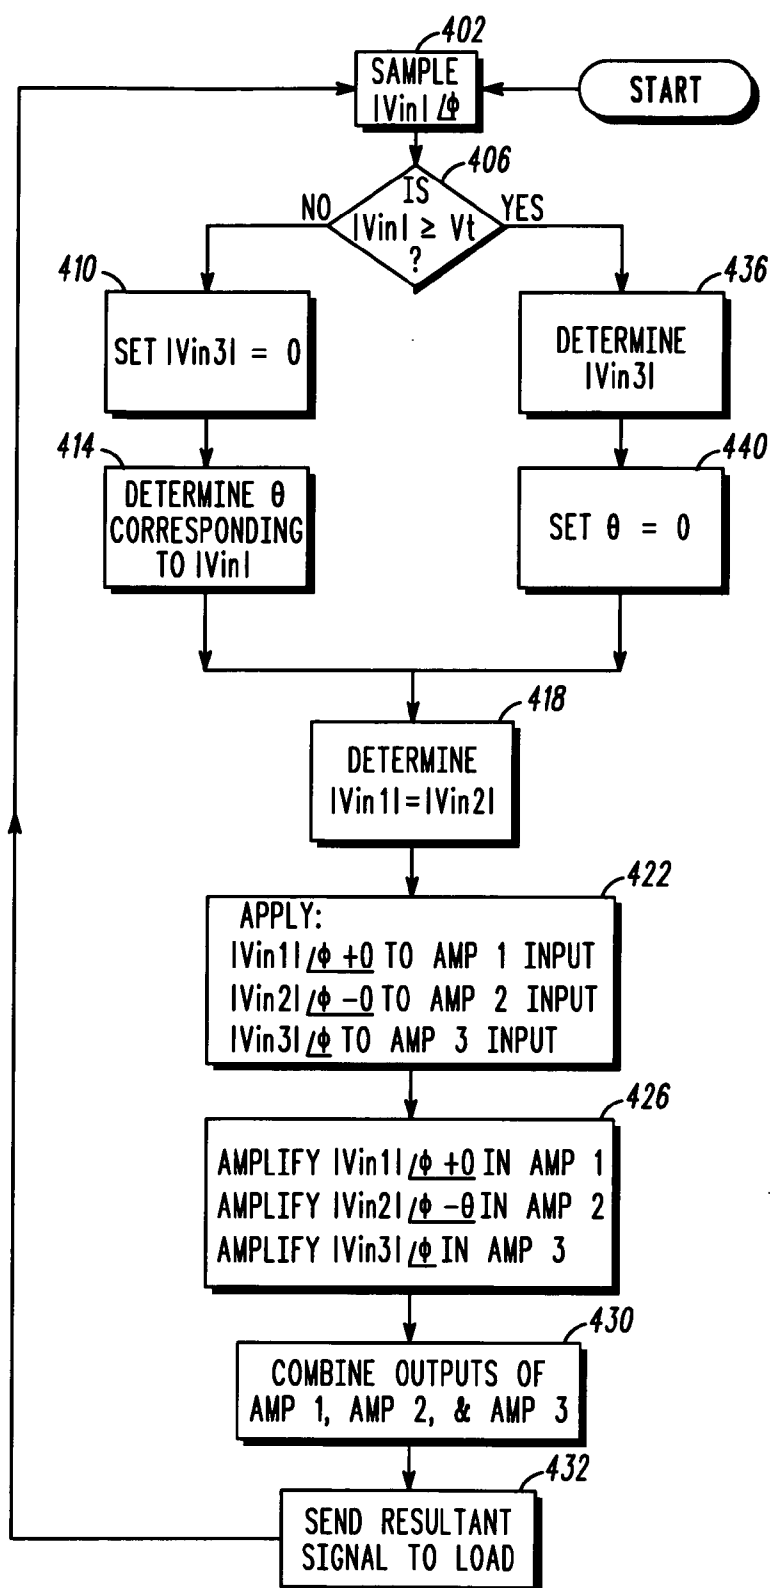 402
SAMPLE
|Vin| /ϕ
START
406
IS
|Vin| ≥ Vt
?
NO
YES
410
SET |Vin3| = 0
436
DETERMINE
|Vin3|
414
DETERMINE θ
CORRESPONDING
TO |Vin|
440
SET θ = 0
418
DETERMINE
|Vin1|=|Vin2|
422
APPLY:
|Vin1| /ϕ +0 TO AMP 1 INPUT
|Vin2| /ϕ -0 TO AMP 2 INPUT
|Vin3| /ϕ TO AMP 3 INPUT
426
AMPLIFY |Vin1| /ϕ +0 IN AMP 1
AMPLIFY |Vin2| /ϕ -θ IN AMP 2
AMPLIFY |Vin3| /ϕ IN AMP 3
430
COMBINE OUTPUTS OF
AMP 1, AMP 2, & AMP 3
432
SEND RESULTANT
SIGNAL TO LOAD